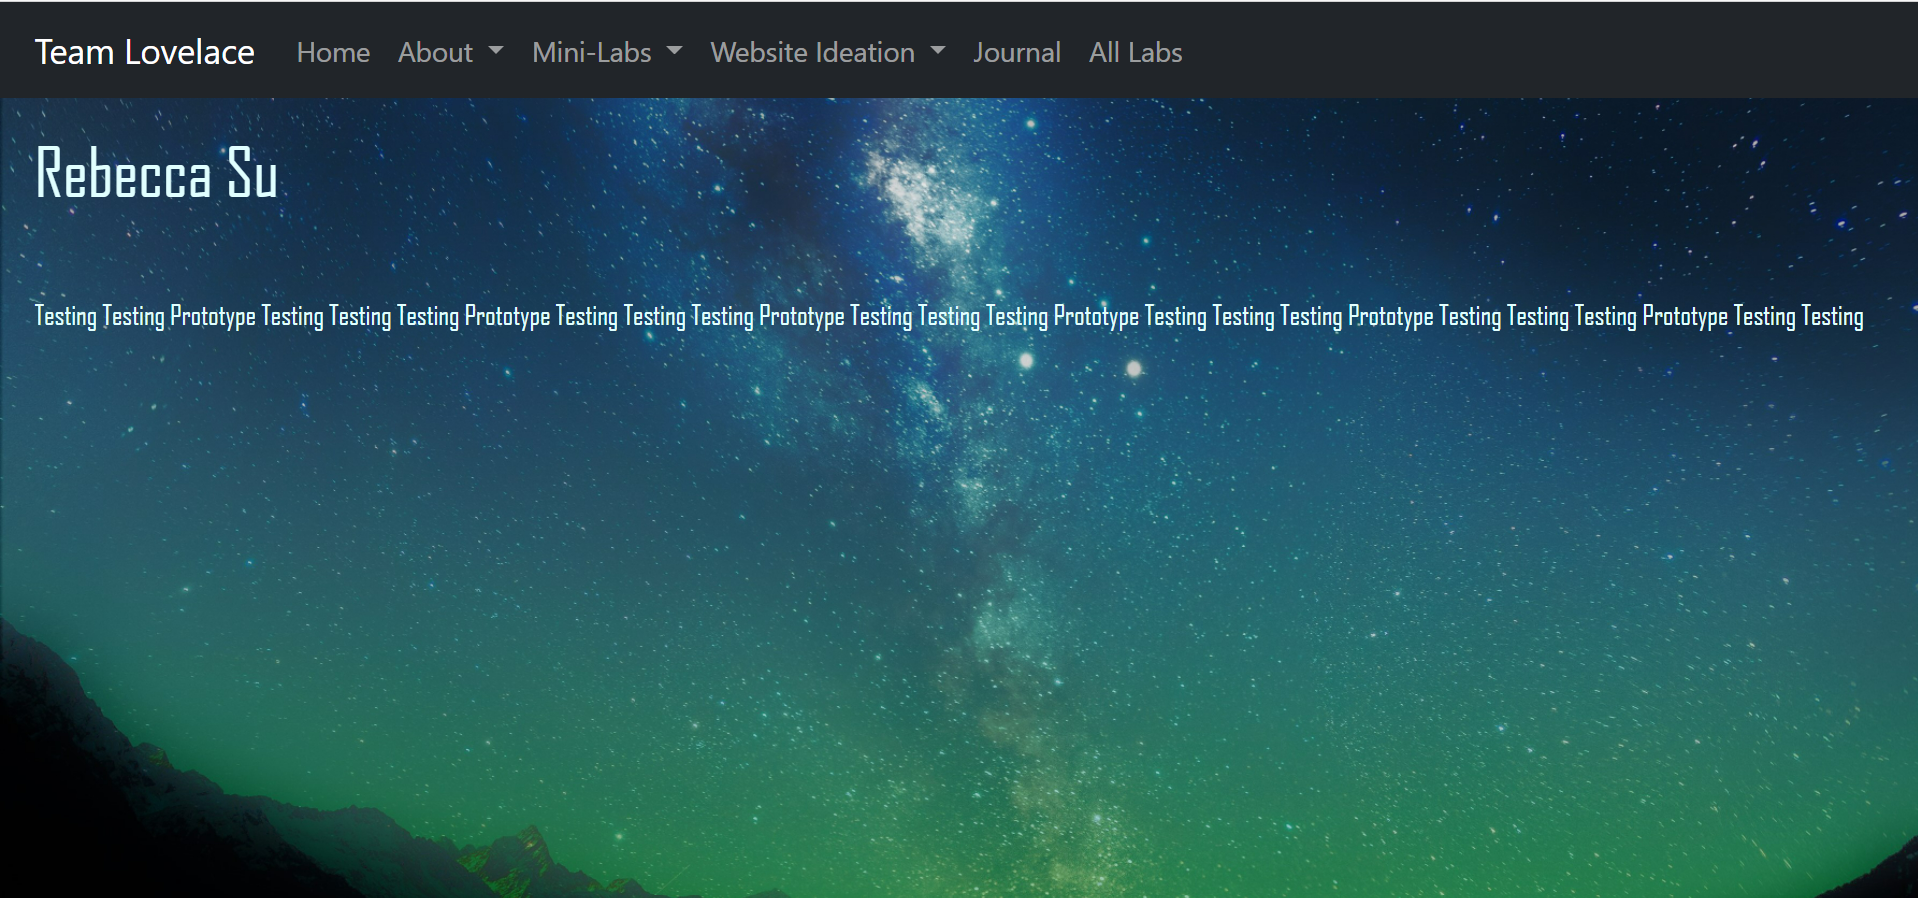 Team Lovelace Home About Mini-Labs Website Ideation Journal All Labs
Rebecca Su
Testing Testing Prototype Testing Testing Testing Prototype Testing Testing Testing Prototype Testing Testing Testing Prototype Testing Testing Testing Prototype Testing Testing Testing Prototype Testing Testing